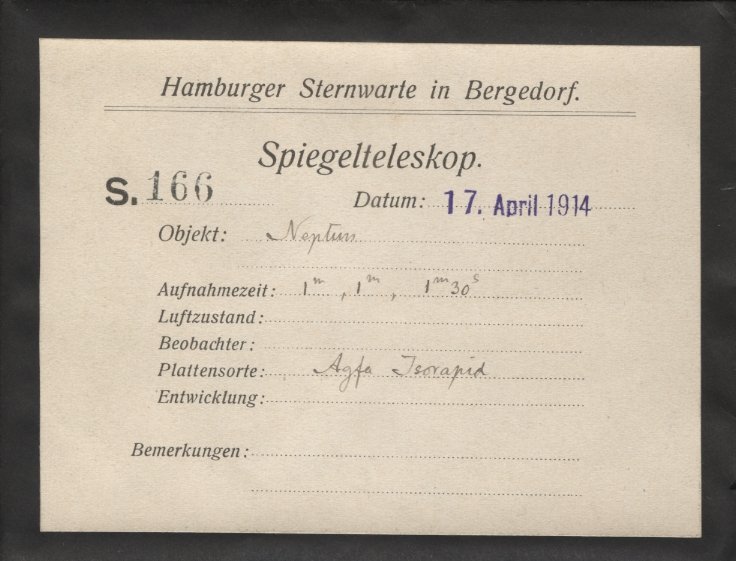 Hamburger Sternwarte in Bergedorf.
Spiegelteleskop.
S. 166 Datum: 17. April 1914
Objekt: Neptun
Aufnahmezeit: 1ᵐ, 1ᵐ, 1ᵐ30ˢ
Luftzustand:
Beobachter:
Plattensorte: Agfa Isorapid
Entwicklung:
Bemerkungen: